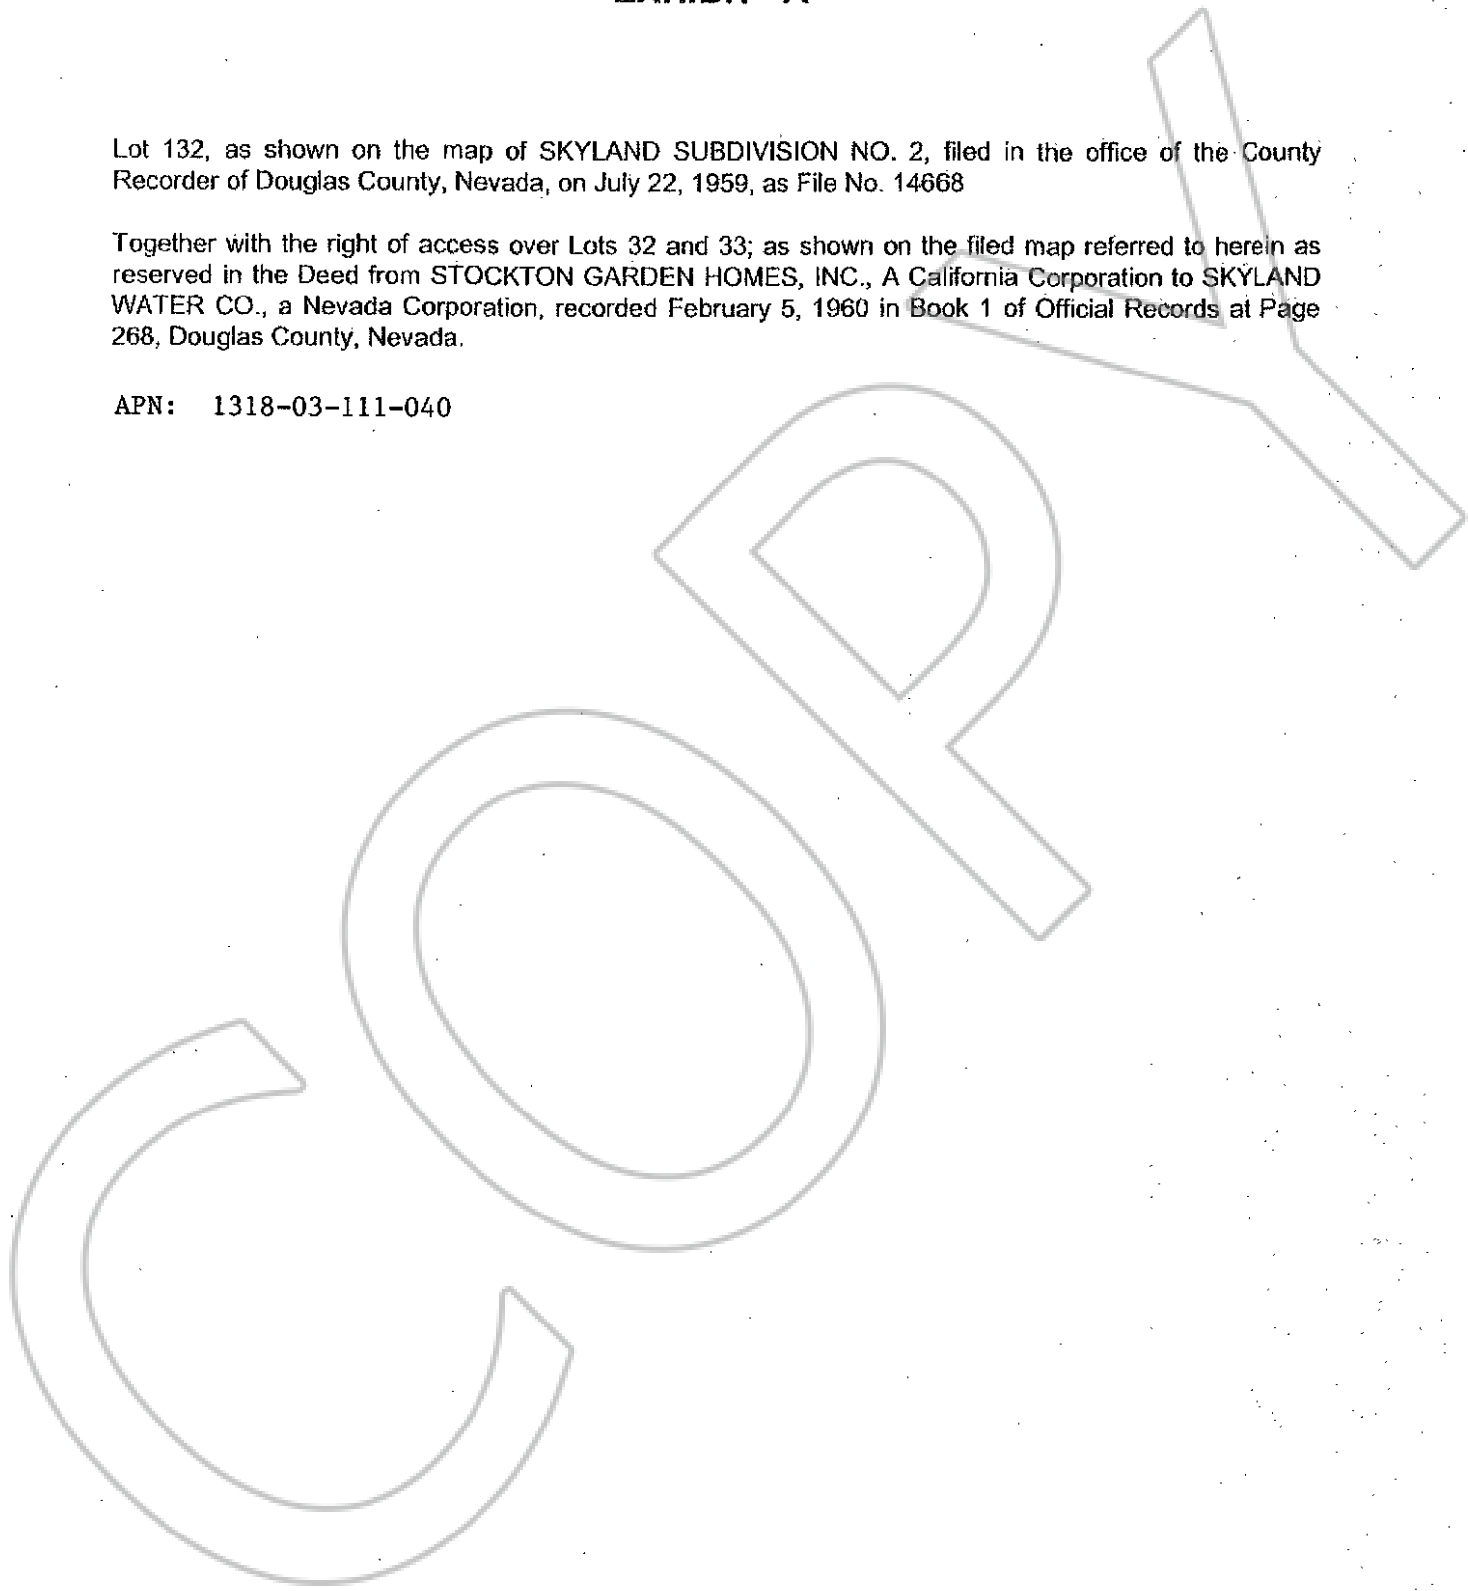 Lot 132, as shown on the map of SKYLAND SUBDIVISION NO. 2, filed in the office of the County
Recorder of Douglas County, Nevada, on July 22, 1959, as File No. 14668
Together with the right of access over Lots 32 and 33; as shown on the filed map referred to herein as
reserved in the Deed from STOCKTON GARDEN HOMES, INC., A California Corporation to SKYLAND
WATER CO., a Nevada Corporation, recorded February 5, 1960 in Book 1 of Official Records at Page
268, Douglas County, Nevada.
APN: 1318-03-111-040
COPY